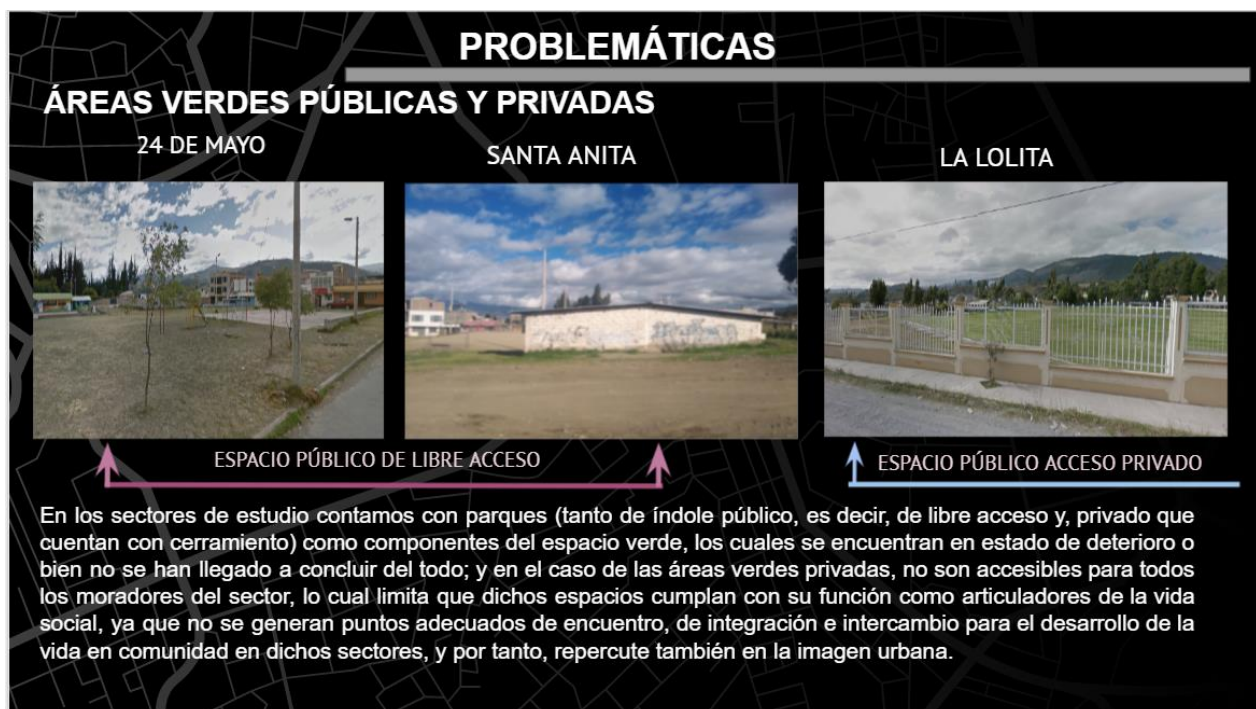 PROBLEMÁTICAS
ÁREAS VERDES PÚBLICAS Y PRIVADAS
24 DE MAYO
SANTA ANITA
LA LOLITA
ESPACIO PÚBLICO DE LIBRE ACCESO
ESPACIO PÚBLICO ACCESO PRIVADO
En los sectores de estudio contamos con parques (tanto de índole público, es decir, de libre acceso y, privado que
cuentan con cerramiento) como componentes del espacio verde, los cuales se encuentran en estado de deterioro o
bien no se han llegado a concluir del todo; y en el caso de las áreas verdes privadas, no son accesibles para todos
los moradores del sector, lo cual limita que dichos espacios cumplan con su función como articuladores de la vida
social, ya que no se generan puntos adecuados de encuentro, de integración e intercambio para el desarrollo de la
vida en comunidad en dichos sectores, y por tanto, repercute también en la imagen urbana.